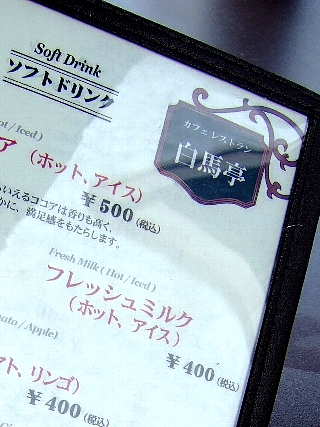 Soft Drink
ソフトドリンク
カフェ レストラン
白馬亭
Hot / Iced )
ア (ホット、アイス)
¥500 (税込)
いえるココアは香りも高く、
かに、満足感をもたらします。
Fresh Milk ( Hot / Iced )
フレッシュミルク
(ホット、アイス)
¥400 (税込)
ato / Apple)
マト、リンゴ)
¥400 (税込)